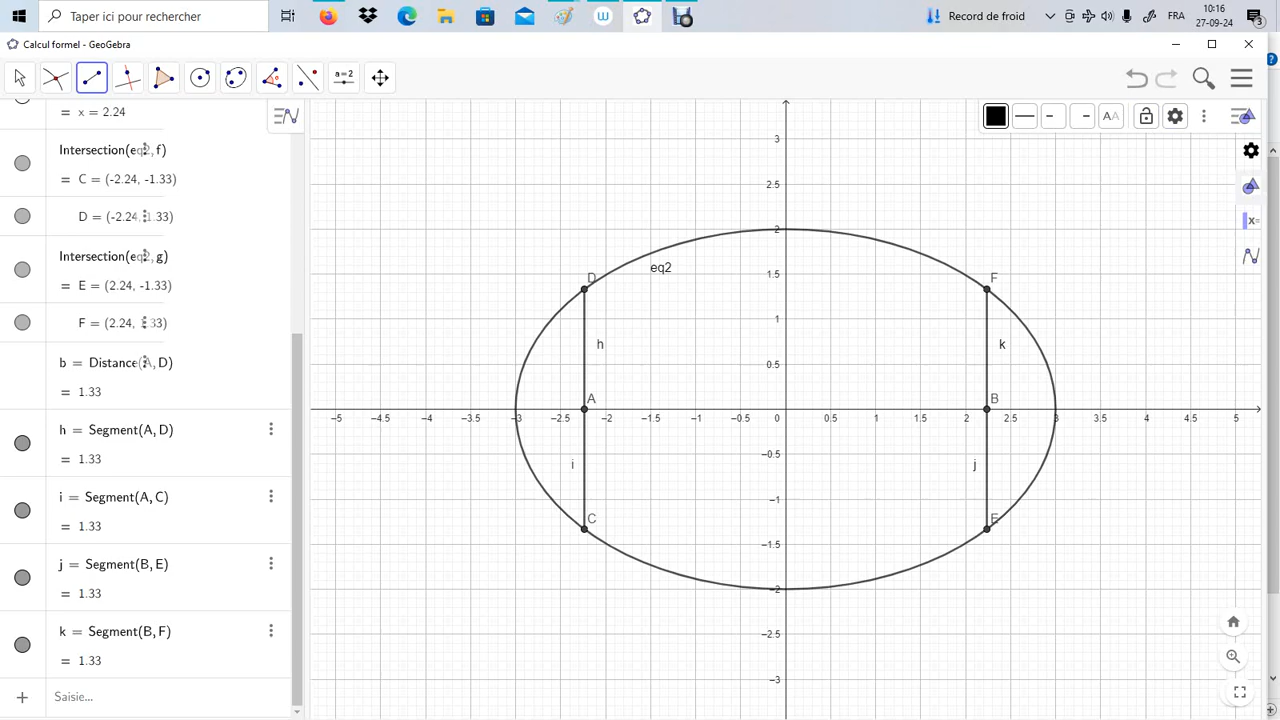 Taper ici pour rechercher
Record de froid
FRA
10:16
27-09-24
3
Calcul formel - GeoGebra
a=2
= x = 2.24
Intersection(eq2, f)
= C = (-2.24, -1.33)
D = (-2.24, 1.33)
Intersection(eq2, g)
= E = (2.24, -1.33)
F = (2.24, 1.33)
b = Distance(A, D)
= 1.33
h = Segment(A, D)
= 1.33
i = Segment(A, C)
= 1.33
j = Segment(B, E)
= 1.33
k = Segment(B, F)
= 1.33
+ Saisie...
AA
x=
3
2.5
2
1.5
1
0.5
−5 −4.5 −4 −3.5 −3 −2.5 −2 −1.5 −1 −0.5 0 0.5 1 1.5 2 2.5 3 3.5 4 4.5 5
−0.5
−1
−1.5
−2
−2.5
−3
D
eq2
F
h
k
A
B
i
j
C
E